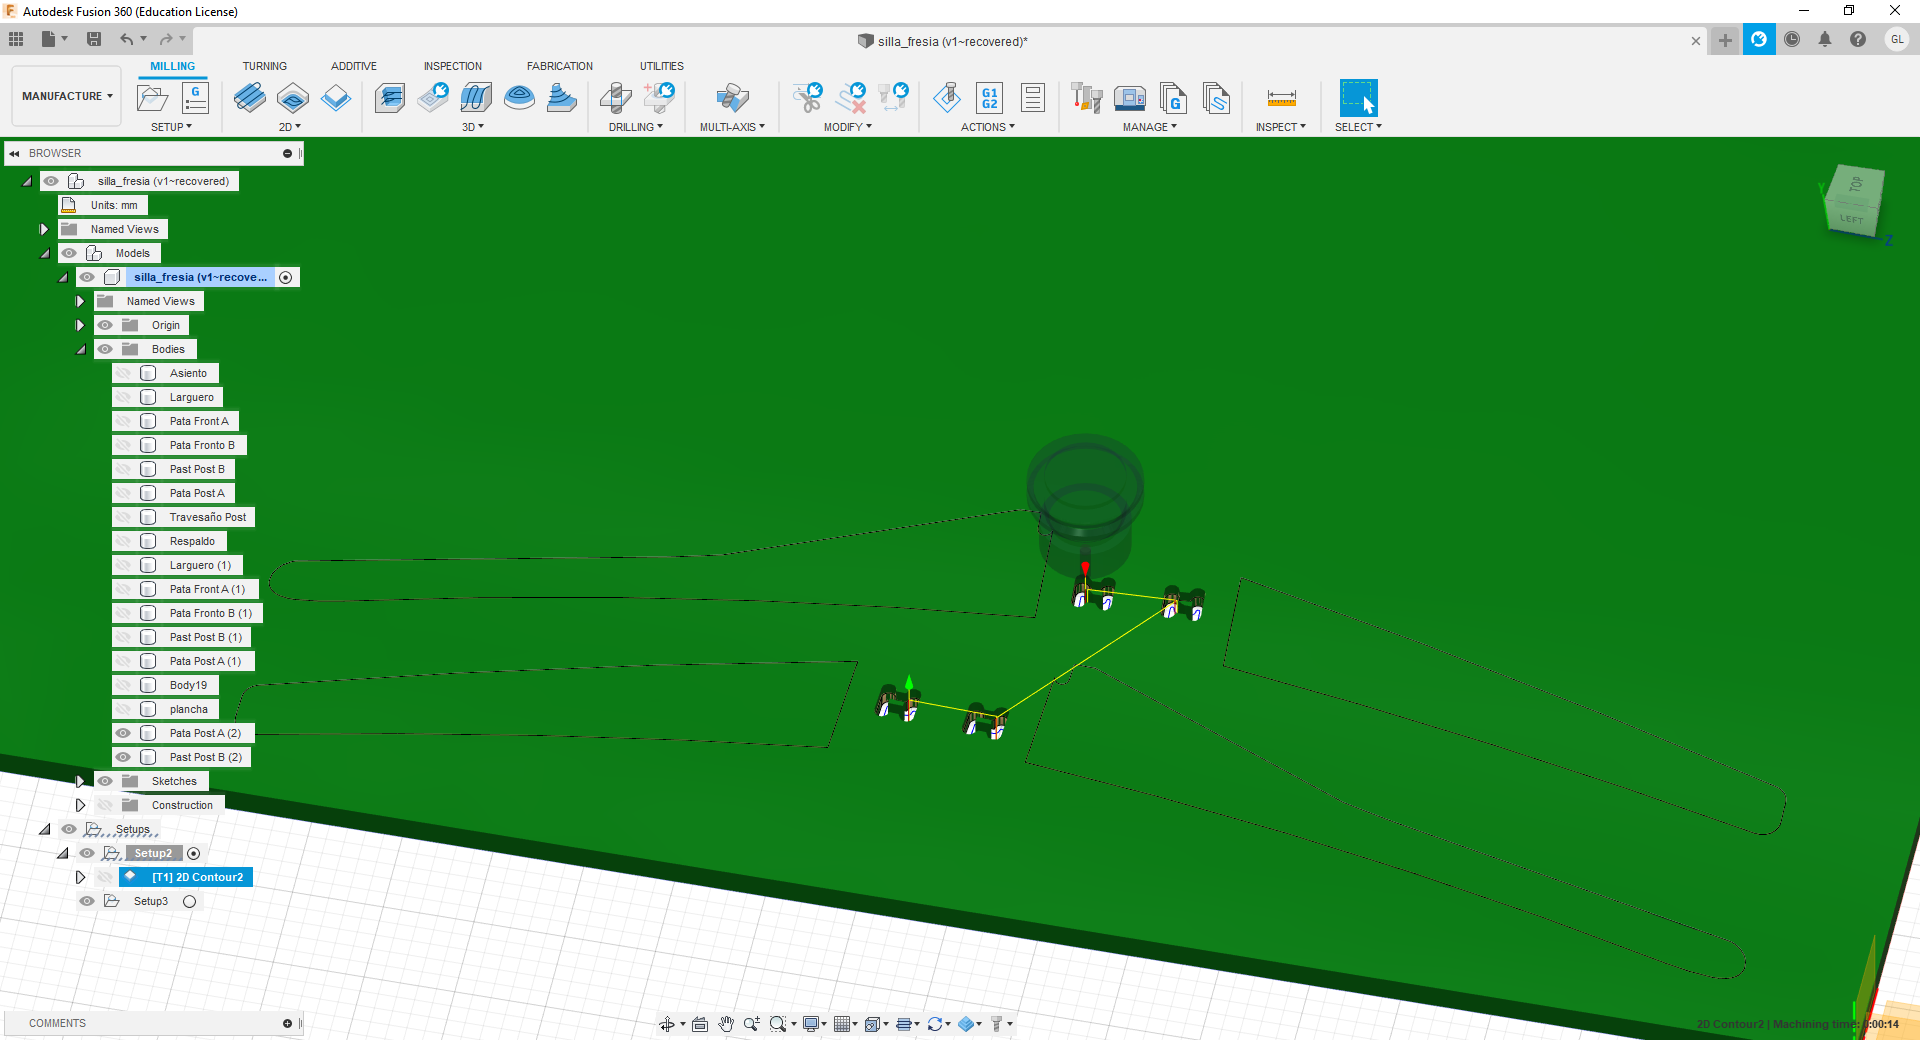 Autodesk Fusion 360 (Education License)
silla_fresia (v1~recovered)*
GL
MANUFACTURE
MILLING
TURNING
ADDITIVE
INSPECTION
FABRICATION
UTILITIES
G
G1
G2
G
SETUP
2D
3D
DRILLING
MULTI-AXIS
MODIFY
ACTIONS
MANAGE
INSPECT
SELECT
BROWSER
silla_fresia (v1~recovered)
Units: mm
Named Views
Models
silla_fresia (v1~recove...
Named Views
Origin
Bodies
Asiento
Larguero
Pata Front A
Pata Fronto B
Past Post B
Pata Post A
Travesaño Post
Respaldo
Larguero (1)
Pata Front A (1)
Pata Fronto B (1)
Past Post B (1)
Pata Post A (1)
Body19
plancha
Pata Post A (2)
Past Post B (2)
Sketches
Construction
Setups
Setup2
[T1] 2D Contour2
Setup3
TOP
LEFT
Y
Z
COMMENTS
2D Contour2 | Machining time: 0:00:14